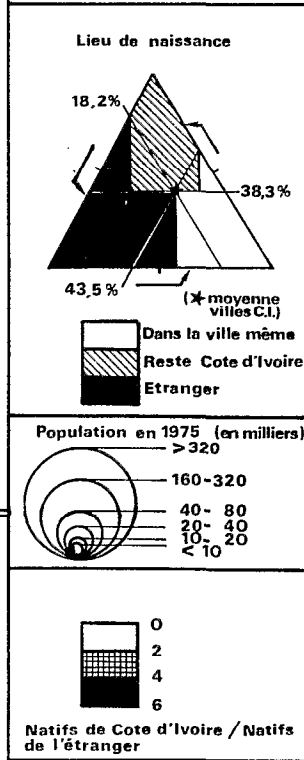 Lieu de naissance
18,2%
38,3%
43,5%
(★moyenne
villes C.I.)
Dans la ville même
Reste Cote d'Ivoire
Etranger
Population en 1975 (en milliers)
>320
160-320
40- 80
20- 40
10- 20
< 10
0
2
4
6
Natifs de Cote d'Ivoire / Natifs
de l'étranger